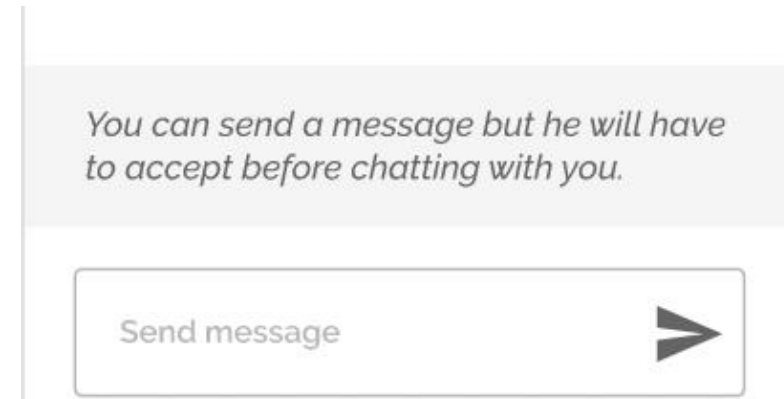 You can send a message but he will have
to accept before chatting with you.
Send message